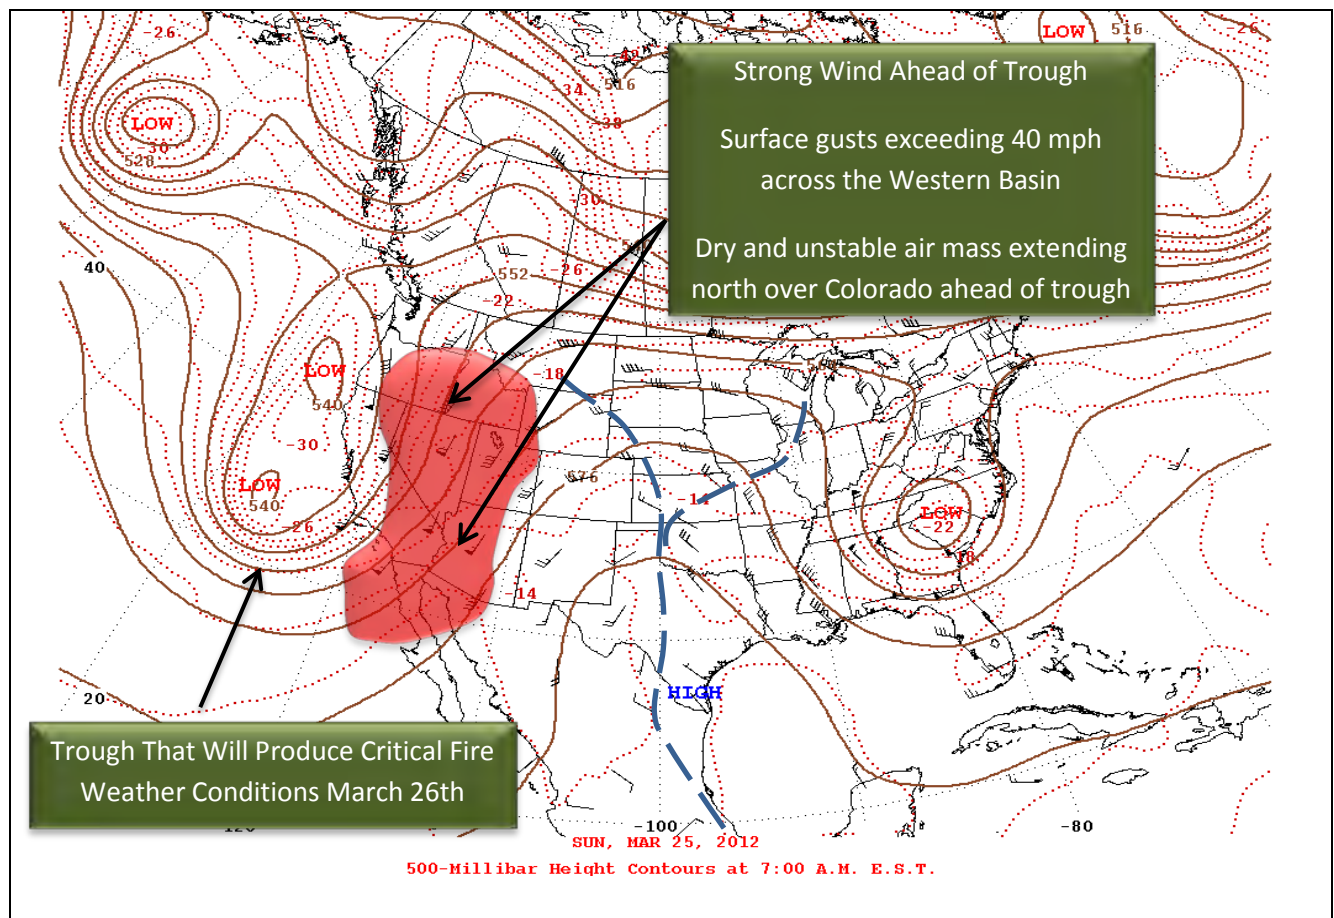 -26
LOW
516
-26
-42
Strong Wind Ahead of Trough
-34
516
Surface gusts exceeding 40 mph
across the Western Basin
LOW
-38
-30
528
-30
Dry and unstable air mass extending
north over Colorado ahead of trough
40
552
-26
-22
LOW
-18
540
-30
576
LOW
540
-26
-14
LOW
-22
-18
-14
20
HIGH
Trough That Will Produce Critical Fire
Weather Conditions March 26th
-120
-100
-80
SUN, MAR 25, 2012
500-Millibar Height Contours at 7:00 A.M. E.S.T.